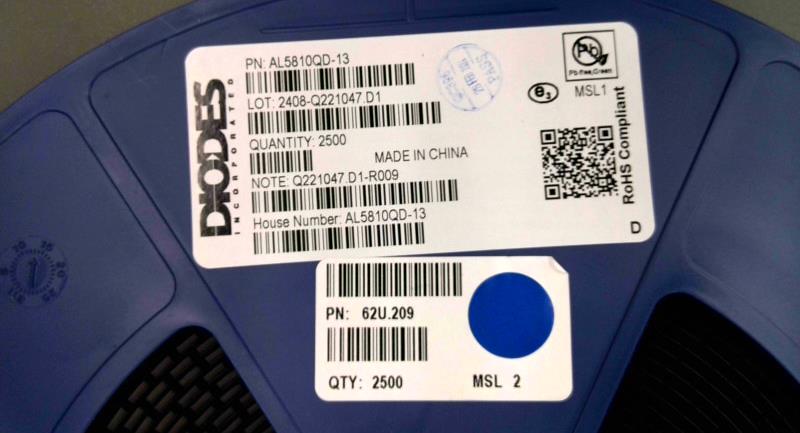 DIODES
INCORPORATED
PN: AL5810QD-13
LOT: 2408-Q221047.D1
QUANTITY: 2500
MADE IN CHINA
NOTE: Q221047.D1-R009
House Number: AL5810QD-13
PASS
Pb
Pb-free,Green
e3
MSL1
RoHS Compliant
D
PN: 62U.209
QTY: 2500
MSL 2